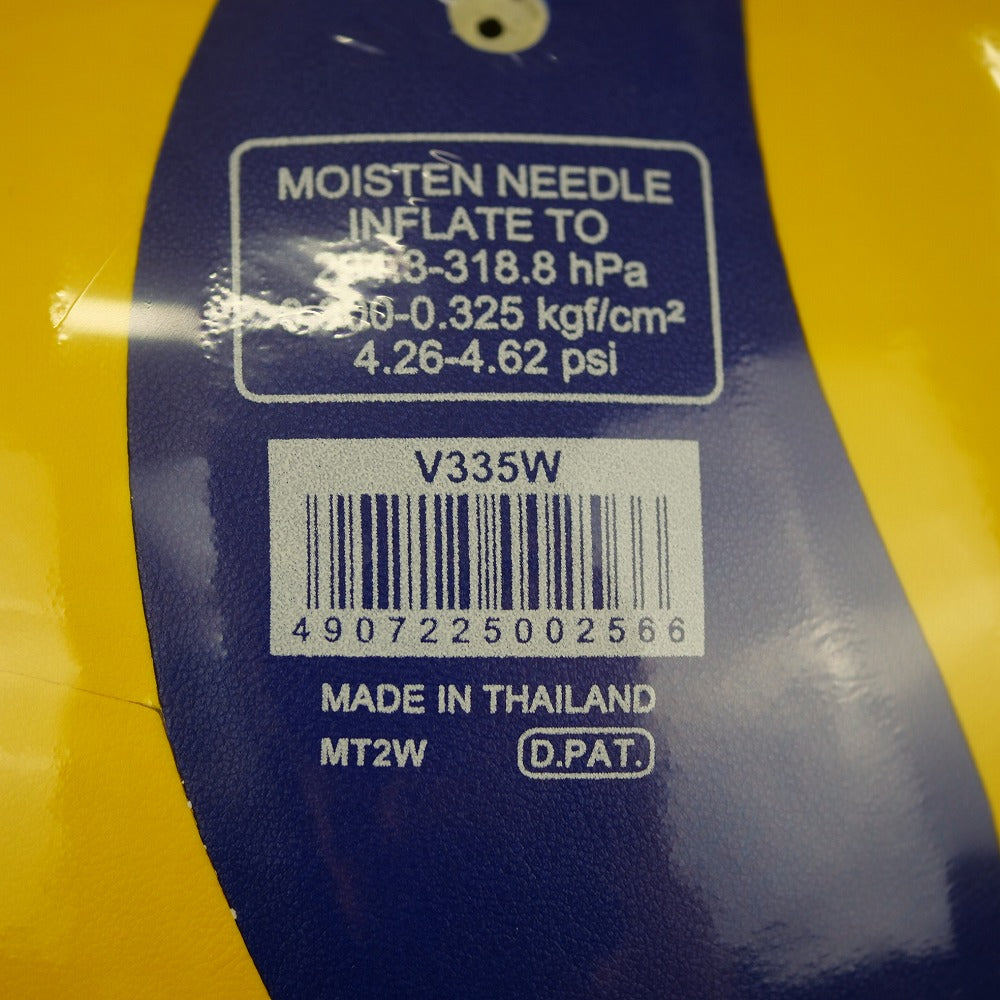 MOISTEN NEEDLE
INFLATE TO
-318.8 hPa
-0.325 kgf/cm²
4.26-4.62 psi
V335W
4907225002566
MADE IN THAILAND
MT2W D.PAT.